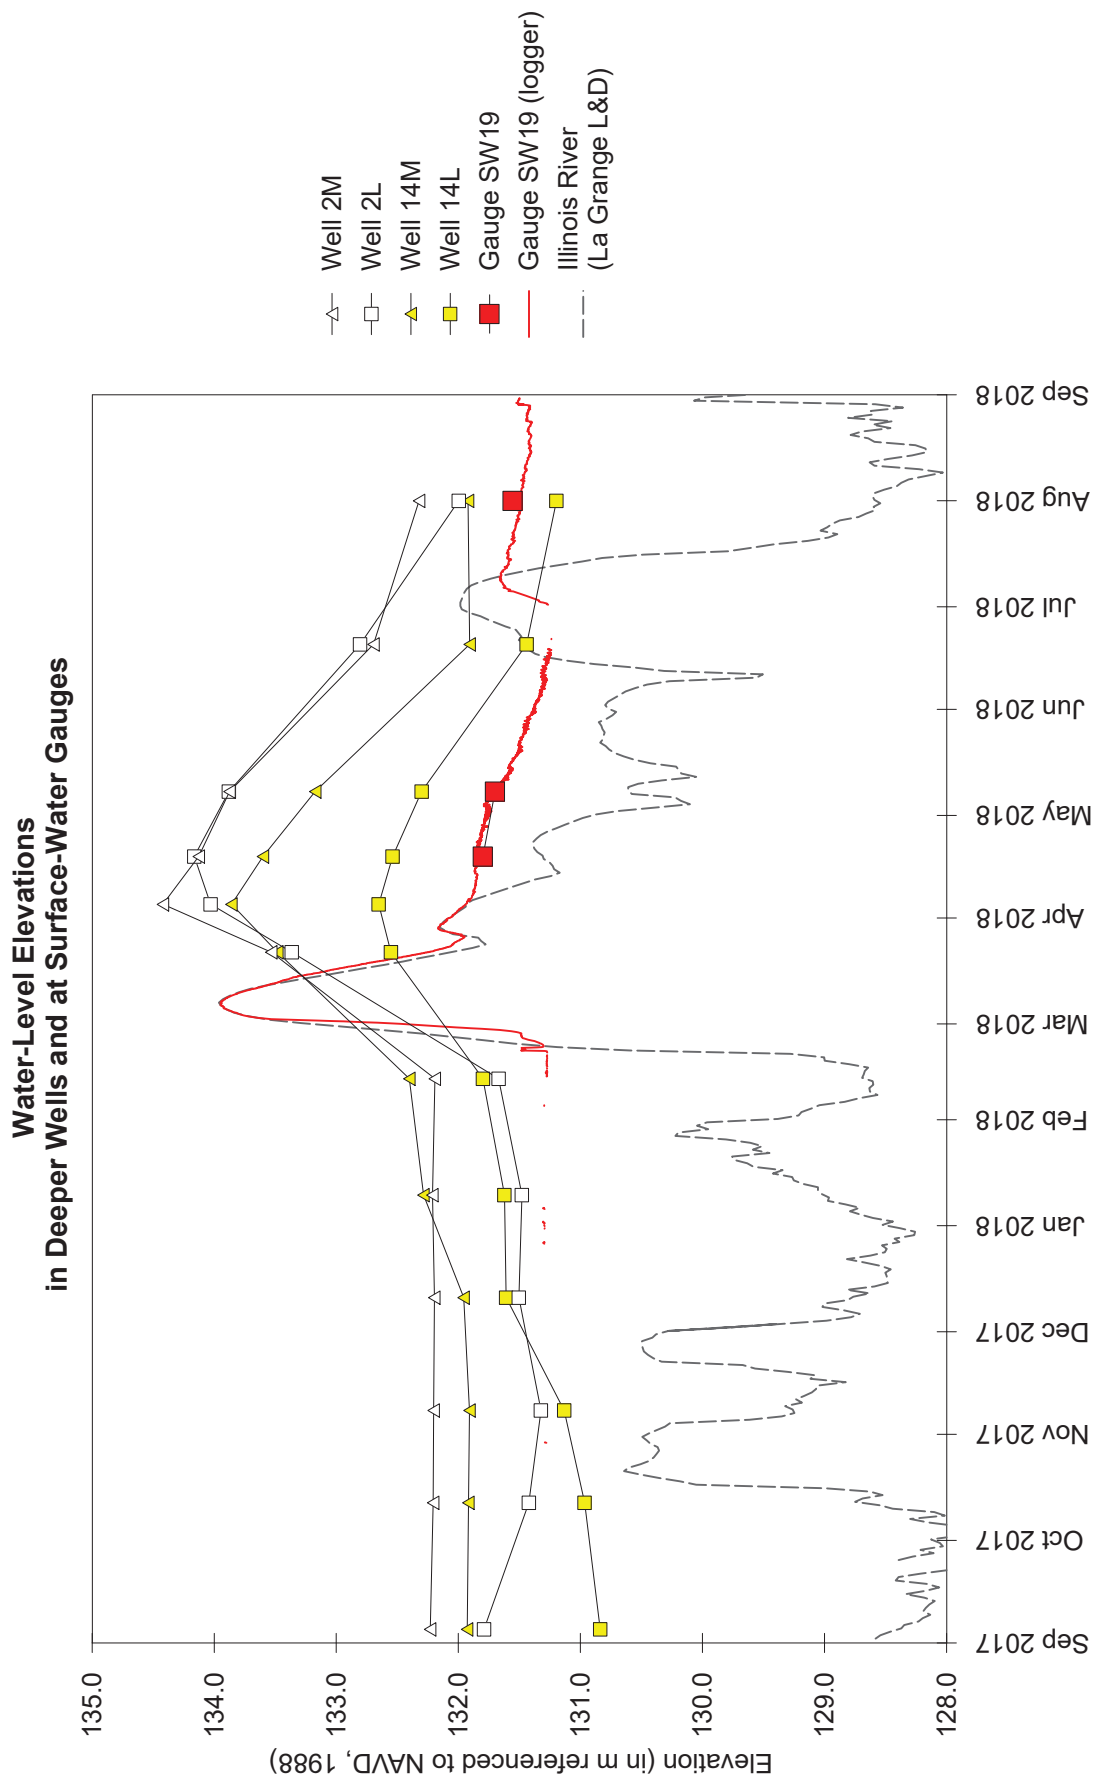 Water-Level Elevations
in Deeper Wells and at Surface-Water Gauges
Elevation (in m referenced to NAVD, 1988)
135.0
134.0
133.0
132.0
131.0
130.0
129.0
128.0
Sep 2017
Oct 2017
Nov 2017
Dec 2017
Jan 2018
Feb 2018
Mar 2018
Apr 2018
May 2018
Jun 2018
Jul 2018
Aug 2018
Sep 2018
Well 2M
Well 2L
Well 14M
Well 14L
Gauge SW19
Gauge SW19 (logger)
Illinois River
(La Grange L&D)